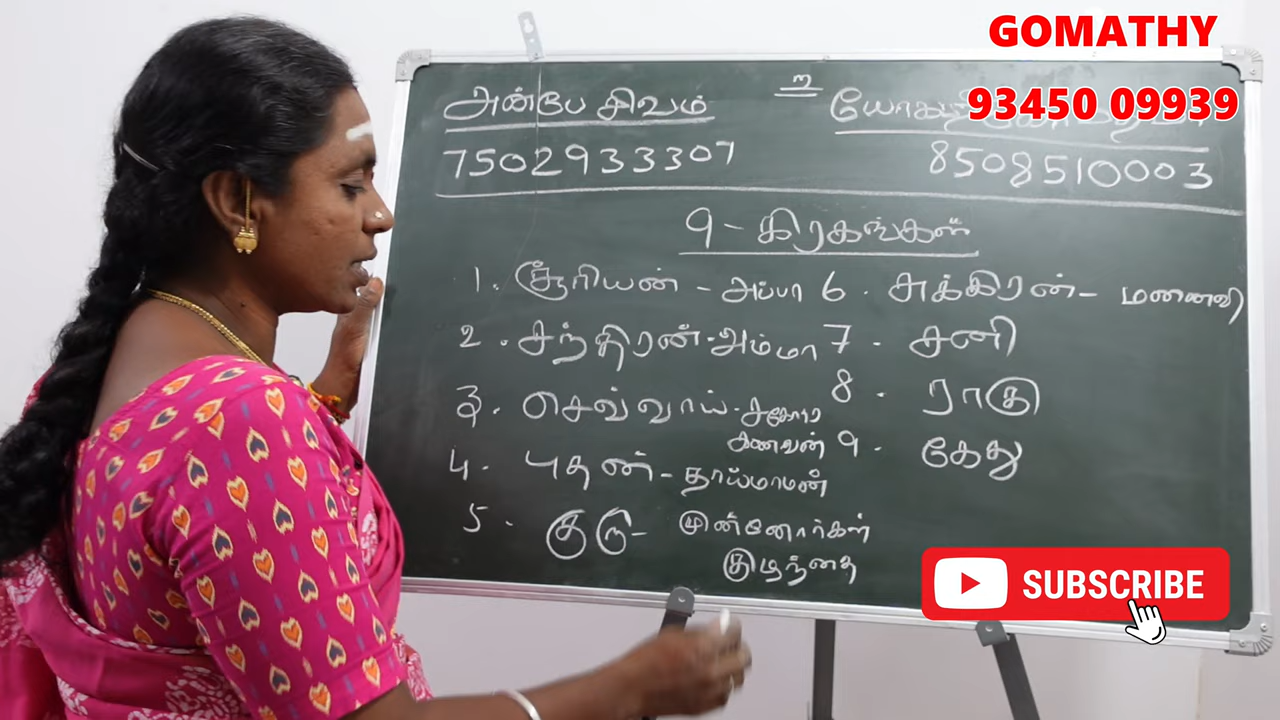 GOMATHY
93450 09939
உ
அன்பே சிவம்
7502933307 8508510003
9 - கிரகங்கள்
1. சூரியன் - அப்பா 6. சுக்கிரன் - மனைவி
2. சந்திரன் - அம்மா 7. சனி
3. செவ்வாய் - சகோதர 8. ராகு
கணவன் 9. கேது
4. புதன் - தாய்மாமன்
5. குரு - முன்னோர்கள்
குழந்தை
SUBSCRIBE